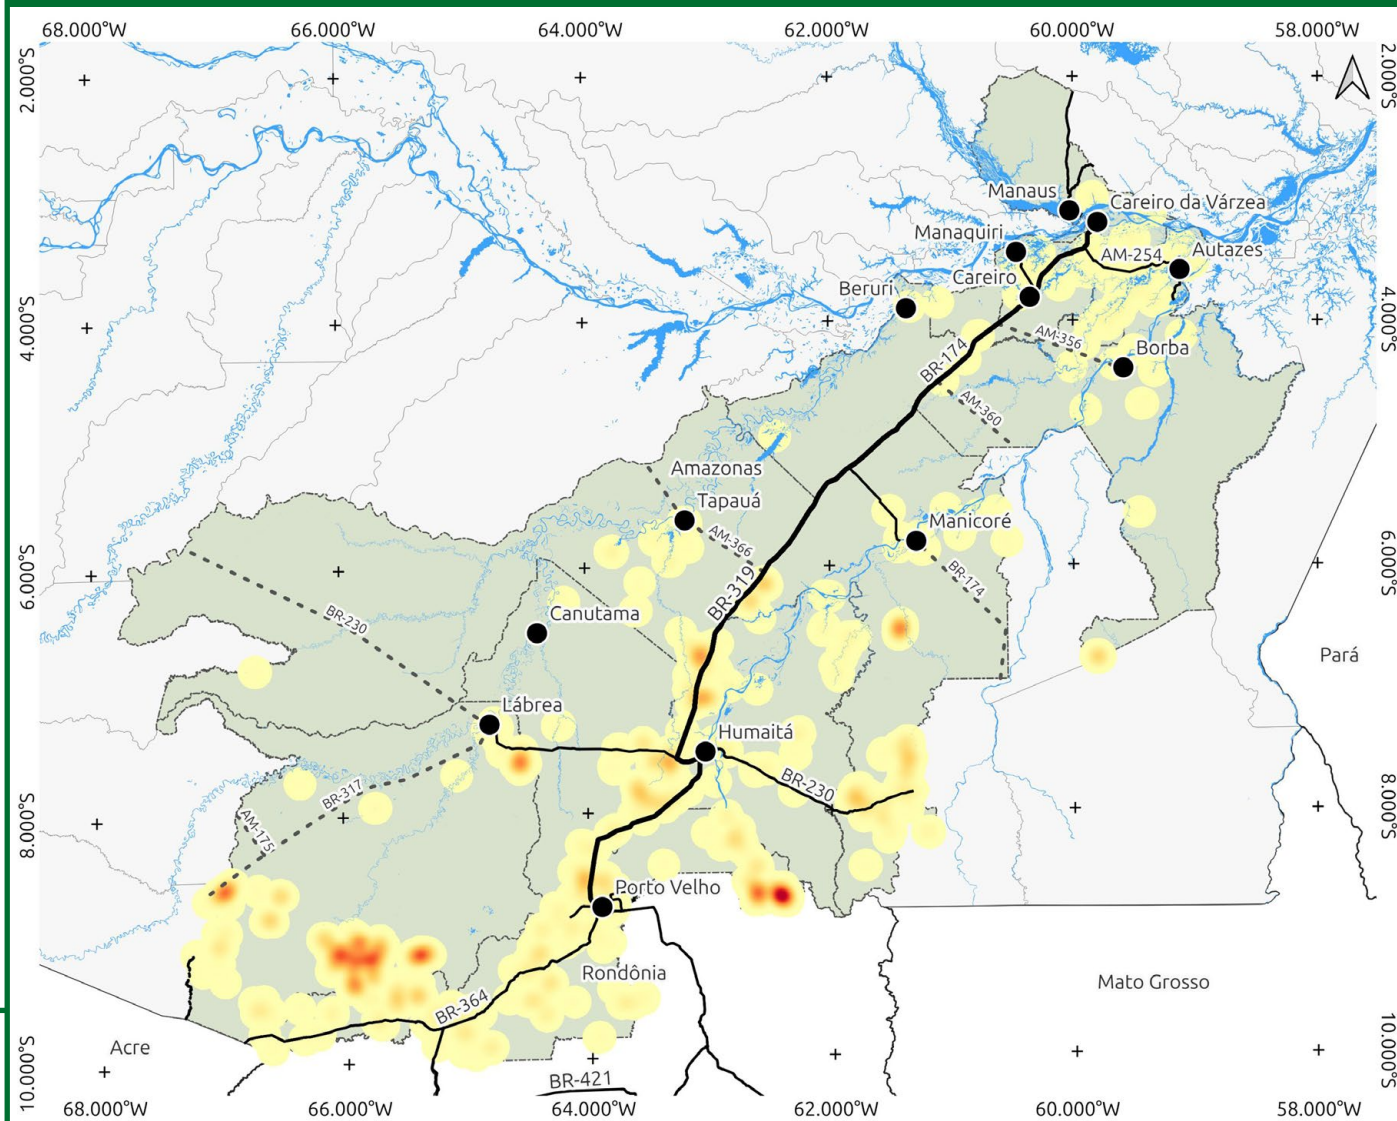 68.000°W 66.000°W 64.000°W 62.000°W 60.000°W 58.000°W
2.000°S
2.000°S
Manaus
Careiro da Várzea
Manaquiri
Autazes
AM-254
Careiro
Beruri
4.000°S
4.000°S
AM-356
Borba
BR-174
AM-360
Amazonas
Tapauá
Manicoré
AM-366
6.000°S
6.000°S
BR-174
BR-319
BR-230
Canutama
Pará
Lábrea
Humaitá
BR-230
BR-317
8.000°S
8.000°S
AM-175
Porto Velho
Rondônia
Mato Grosso
BR-364
Acre
10.000°S
10.000°S
BR-421
68.000°W 66.000°W 64.000°W 62.000°W 60.000°W 58.000°W